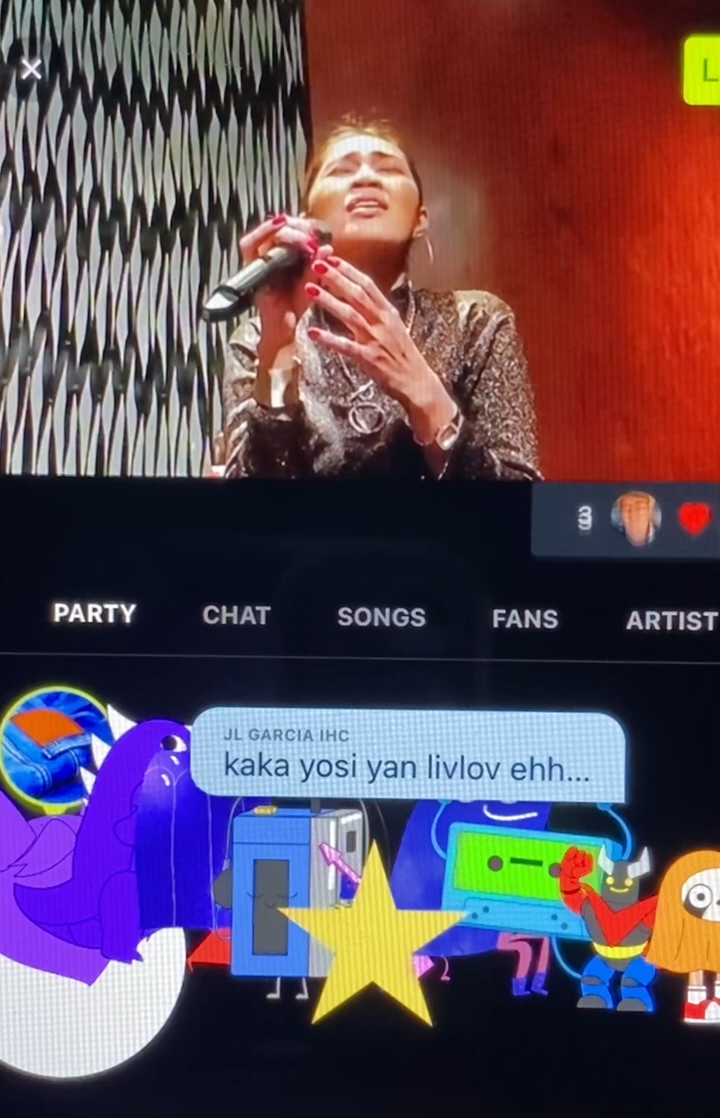 L
PARTY CHAT SONGS FANS ARTIST
JL GARCIA IHC
kaka yosi yan livlov ehh...